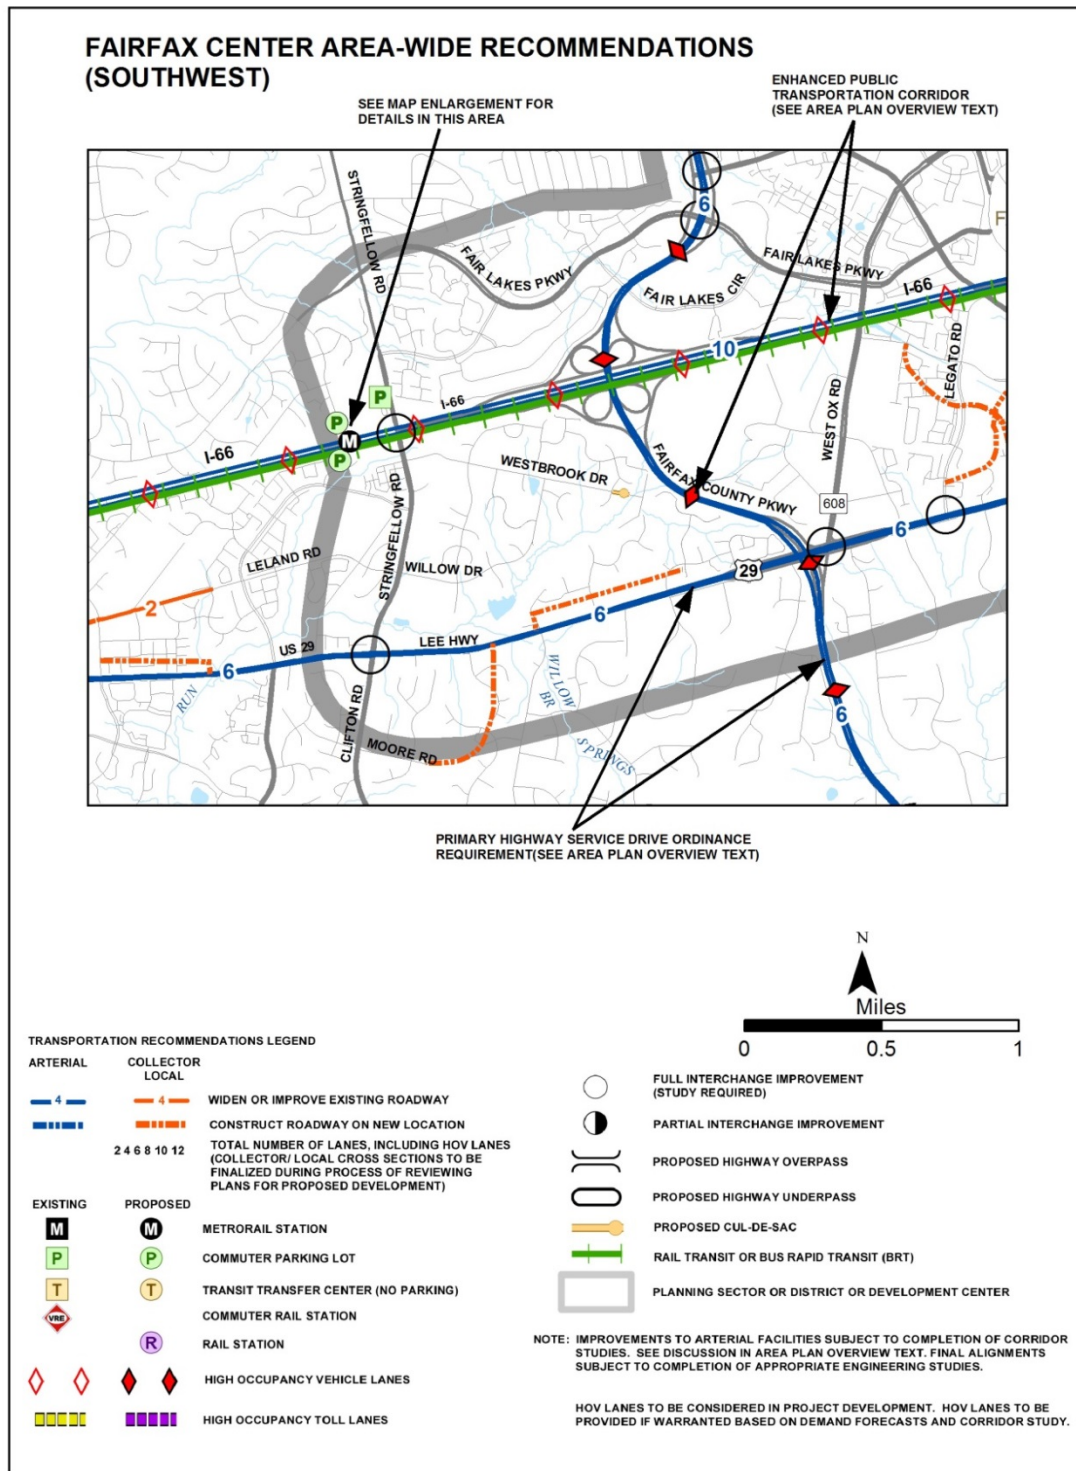 FAIRFAX CENTER AREA-WIDE RECOMMENDATIONS
(SOUTHWEST)
SEE MAP ENLARGEMENT FOR
DETAILS IN THIS AREA
ENHANCED PUBLIC
TRANSPORTATION CORRIDOR
(SEE AREA PLAN OVERVIEW TEXT)
STRINGFELLOW RD
6
FAIR LAKES PKWY
FAIR LAKES PKWY
F
FAIR LAKES CIR
I-66
10
LEGATO RD
WEST OX RD
P
I-66
P
M
P
I-66
WESTBROOK DR
FAIRFAX COUNTY PKWY
608
STRINGFELLOW RD
6
LELAND RD
WILLOW DR
29
2
6
LEE HWY
US 29
6
RUN
WILLOW
BR
SPRINGS
CLIFTON RD
MOORE RD
6
PRIMARY HIGHWAY SERVICE DRIVE ORDINANCE
REQUIREMENT(SEE AREA PLAN OVERVIEW TEXT)
N
Miles
0 0.5 1
TRANSPORTATION RECOMMENDATIONS LEGEND
ARTERIAL COLLECTOR
LOCAL
4 4 WIDEN OR IMPROVE EXISTING ROADWAY
CONSTRUCT ROADWAY ON NEW LOCATION
2 4 6 8 10 12 TOTAL NUMBER OF LANES, INCLUDING HOV LANES
(COLLECTOR/ LOCAL CROSS SECTIONS TO BE
FINALIZED DURING PROCESS OF REVIEWING
PLANS FOR PROPOSED DEVELOPMENT)
EXISTING PROPOSED
M M METRORAIL STATION
P P COMMUTER PARKING LOT
T T TRANSIT TRANSFER CENTER (NO PARKING)
VRE COMMUTER RAIL STATION
R RAIL STATION
HIGH OCCUPANCY VEHICLE LANES
HIGH OCCUPANCY TOLL LANES
FULL INTERCHANGE IMPROVEMENT
(STUDY REQUIRED)
PARTIAL INTERCHANGE IMPROVEMENT
PROPOSED HIGHWAY OVERPASS
PROPOSED HIGHWAY UNDERPASS
PROPOSED CUL-DE-SAC
RAIL TRANSIT OR BUS RAPID TRANSIT (BRT)
PLANNING SECTOR OR DISTRICT OR DEVELOPMENT CENTER
NOTE: IMPROVEMENTS TO ARTERIAL FACILITIES SUBJECT TO COMPLETION OF CORRIDOR
STUDIES. SEE DISCUSSION IN AREA PLAN OVERVIEW TEXT. FINAL ALIGNMENTS
SUBJECT TO COMPLETION OF APPROPRIATE ENGINEERING STUDIES.
HOV LANES TO BE CONSIDERED IN PROJECT DEVELOPMENT. HOV LANES TO BE
PROVIDED IF WARRANTED BASED ON DEMAND FORECASTS AND CORRIDOR STUDY.